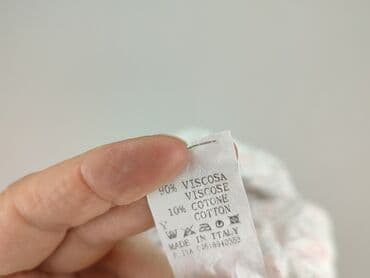 90% VISCOSA
VISCOSE
10% COTONE
COTTON
MADE IN ITALY